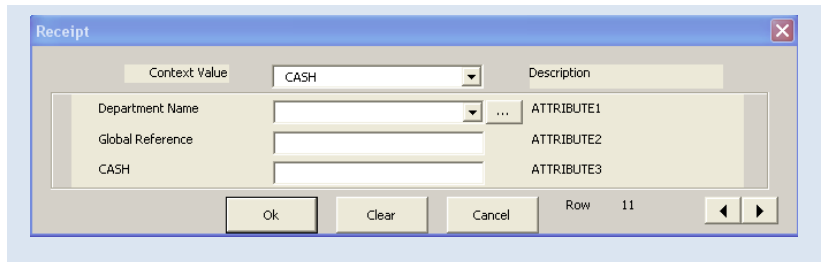 Receipt
Context Value CASH Description
Department Name ... ATTRIBUTE1
Global Reference ATTRIBUTE2
CASH ATTRIBUTE3
Ok Clear Cancel Row 11